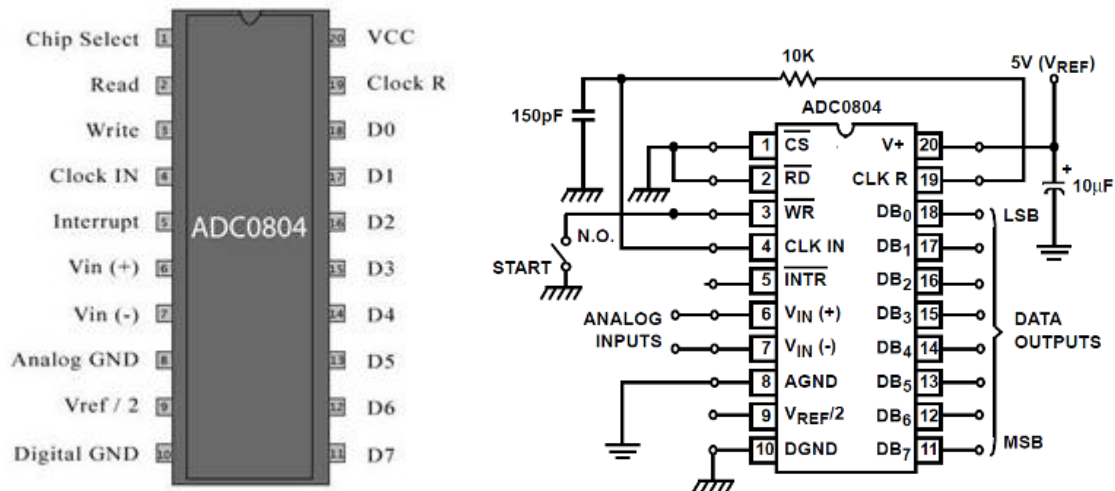 Chip Select 1
Read 2
Write 3
Clock IN 4
Interrupt 5
Vin (+) 6
Vin (-) 7
Analog GND 8
Vref / 2 9
Digital GND 10
ADC0804
20 VCC
19 Clock R
18 D0
17 D1
16 D2
15 D3
14 D4
13 D5
12 D6
11 D7
10K
5V (VREF)
150pF
ADC0804
1 C̅S̅
2 R̅D̅
3 W̅R̅
4 CLK IN
5 I̅N̅T̅R̅
6 VIN (+)
7 VIN (-)
8 AGND
9 VREF/2
10 DGND
V+ 20
CLK R 19
DB0 18
DB1 17
DB2 16
DB3 15
DB4 14
DB5 13
DB6 12
DB7 11
+
10µF
N.O.
START
ANALOG
INPUTS
LSB
DATA
OUTPUTS
MSB